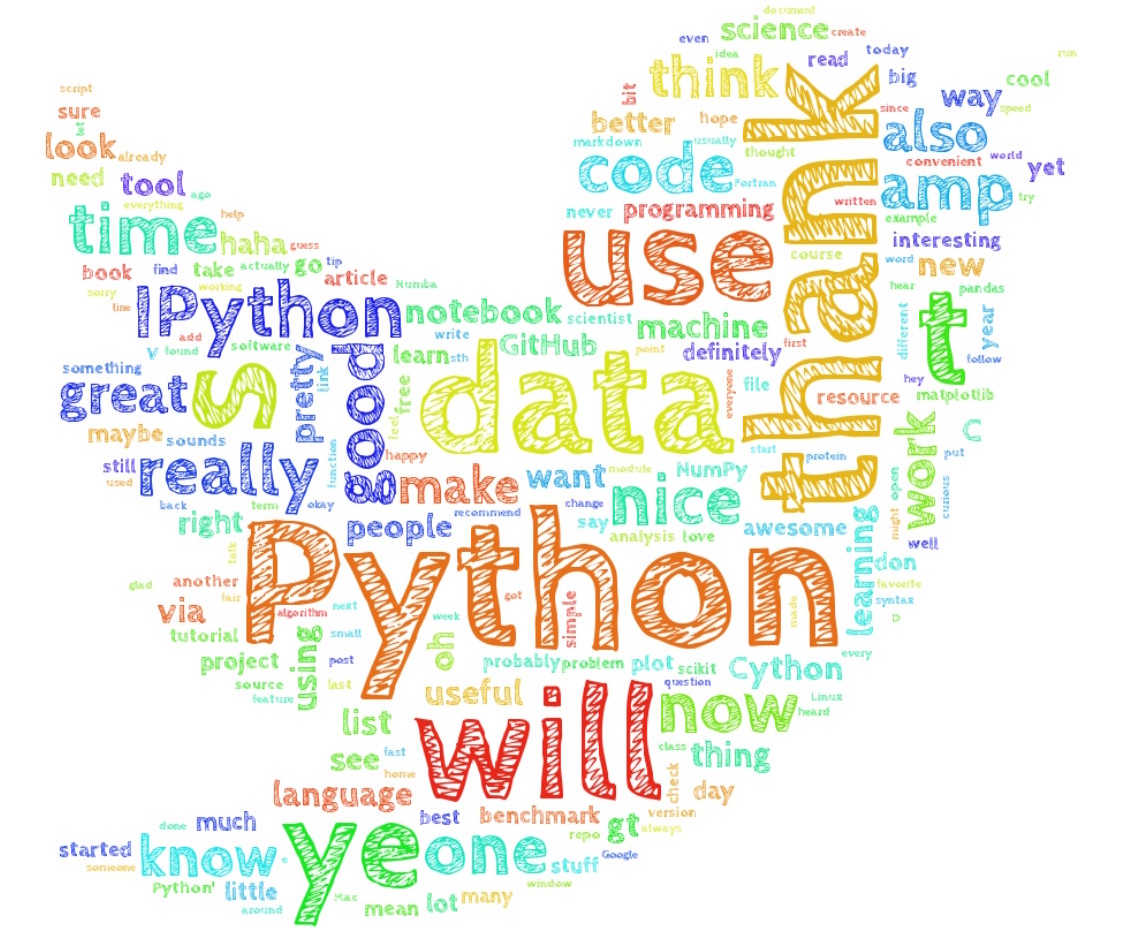 document
science
create
even
idea
today
run
think
read
big
cool
script
bit
way
sure
let
better
hope
since
speed
thank
also
look
already
markdown
usually
thought
code
convenient
world
yet
need
tool
ago
Fortran
amp
try
everything
never
programming
written
example
time
help
haha
guess
use
interesting
book
find
take
actually
go
tip
article
course
word
new
sorry
working
Numba
hear
pandas
line
IPython
notebook
scientist
machine
t
different
year
add
write
first
v
found
software
GitHub
point
definitely
follow
something
pretty
link
good
learn
sth
data
everyone
file
hey
great
s
free
resource
matplotlib
maybe
sounds
feel
work
C
still
really
function
happy
start
protein
put
used
make
want
module
NumPy
open
curious
back
term
okay
recommend
change
nice
might
right
people
say
awesome
analysis
love
well
talk
Python
learning
don
glad
another
favorite
fair
via
algorithm
next
got
simple
made
syntax
D
tutorial
small
week
using
oh
every
project
post
probably
problem
plot
scikit
Cython
source
last
question
feature
useful
will
now
Linux
heard
list
see
fast
class
thing
home
check
language
day
best
benchmark
version
done
much
ye
repo
gt
always
started
know
one
someone
stuff
Google
Python'
little
window
Mac
around
mean
lot
many